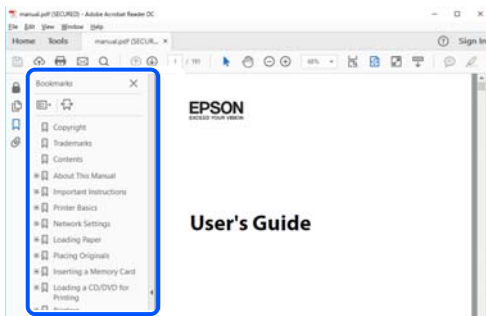 manual.pdf (SECURED) - Adobe Acrobat Reader DC
File Edit View Window Help
Home Tools manual.pdf (SECUR... × Sign In
1 / 191
Bookmarks
EPSON
EXCEED YOUR VISION
Copyright
Trademarks
Contents
About This Manual
Important Instructions
Printer Basics
User's Guide
Network Settings
Loading Paper
Placing Originals
Inserting a Memory Card
Loading a CD/DVD for
Printing